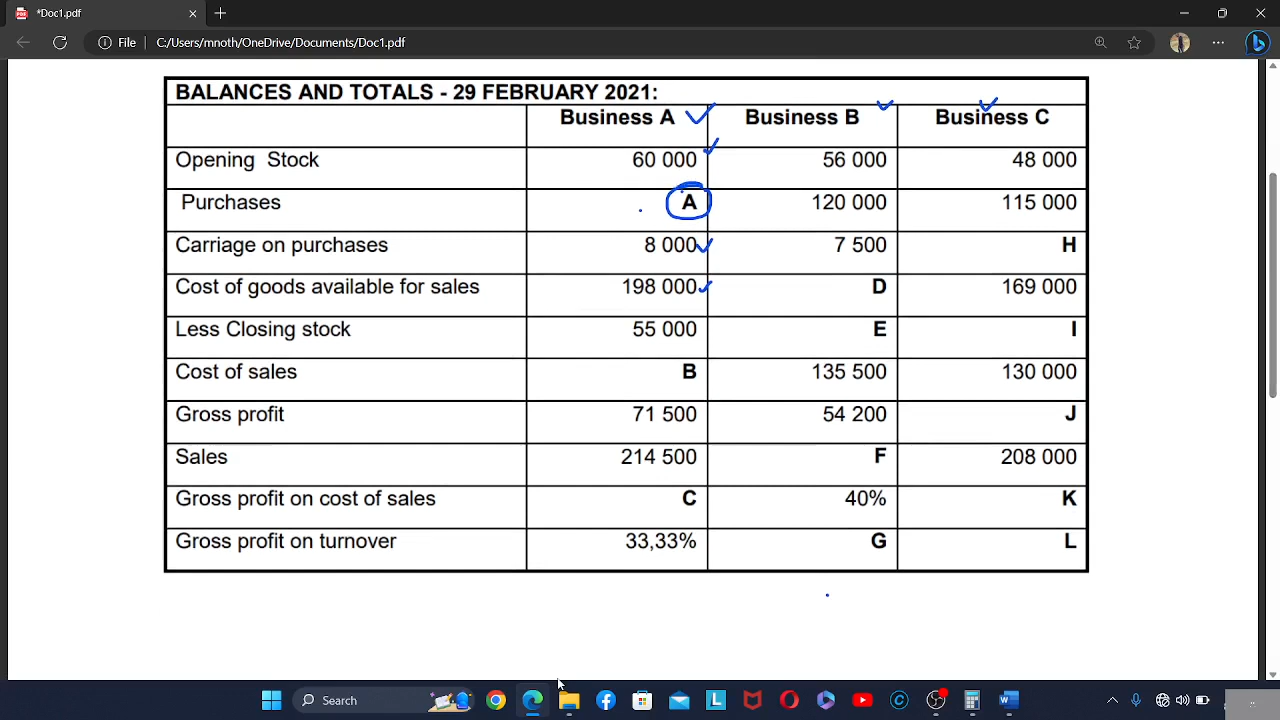 *Doc1.pdf
File C:/Users/mnoth/OneDrive/Documents/Doc1.pdf
BALANCES AND TOTALS - 29 FEBRUARY 2021:
Business A Business B Business C
Opening Stock 60 000 56 000 48 000
Purchases A 120 000 115 000
Carriage on purchases 8 000 7 500 H
Cost of goods available for sales 198 000 D 169 000
Less Closing stock 55 000 E I
Cost of sales B 135 500 130 000
Gross profit 71 500 54 200 J
Sales 214 500 F 208 000
Gross profit on cost of sales C 40% K
Gross profit on turnover 33,33% G L
Search